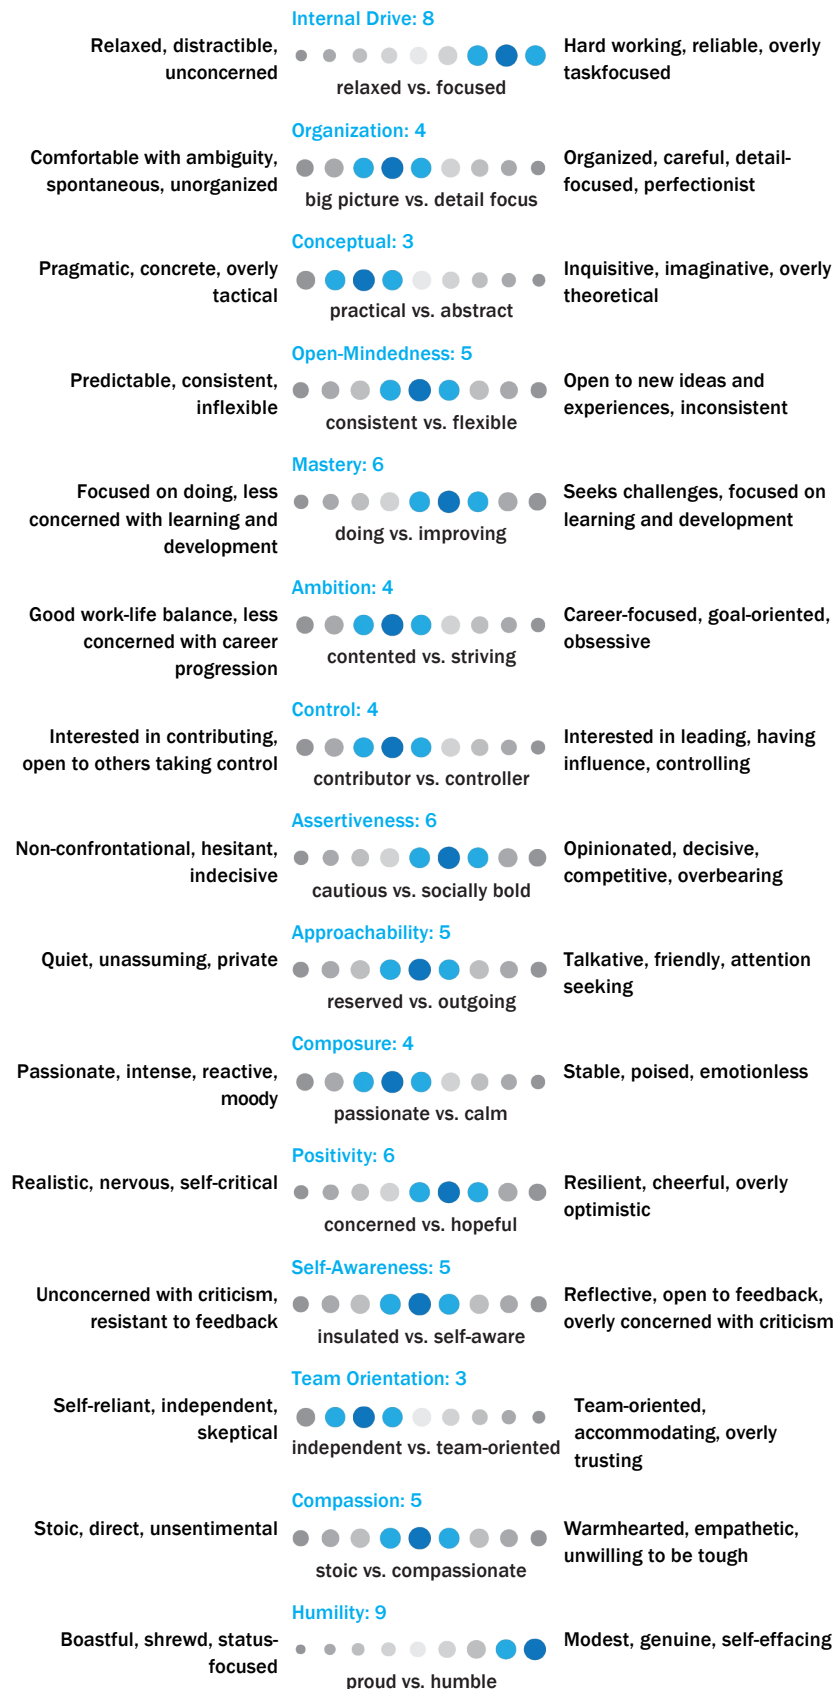 Internal Drive: 8
Relaxed, distractible,
unconcerned
relaxed vs. focused
Hard working, reliable, overly
taskfocused
Organization: 4
Comfortable with ambiguity,
spontaneous, unorganized
big picture vs. detail focus
Organized, careful, detail-
focused, perfectionist
Conceptual: 3
Pragmatic, concrete, overly
tactical
practical vs. abstract
Inquisitive, imaginative, overly
theoretical
Open-Mindedness: 5
Predictable, consistent,
inflexible
consistent vs. flexible
Open to new ideas and
experiences, inconsistent
Mastery: 6
Focused on doing, less
concerned with learning and
development
doing vs. improving
Seeks challenges, focused on
learning and development
Ambition: 4
Good work-life balance, less
concerned with career
progression
contented vs. striving
Career-focused, goal-oriented,
obsessive
Control: 4
Interested in contributing,
open to others taking control
contributor vs. controller
Interested in leading, having
influence, controlling
Assertiveness: 6
Non-confrontational, hesitant,
indecisive
cautious vs. socially bold
Opinionated, decisive,
competitive, overbearing
Approachability: 5
Quiet, unassuming, private
reserved vs. outgoing
Talkative, friendly, attention
seeking
Composure: 4
Passionate, intense, reactive,
moody
passionate vs. calm
Stable, poised, emotionless
Positivity: 6
Realistic, nervous, self-critical
concerned vs. hopeful
Resilient, cheerful, overly
optimistic
Self-Awareness: 5
Unconcerned with criticism,
resistant to feedback
insulated vs. self-aware
Reflective, open to feedback,
overly concerned with criticism
Team Orientation: 3
Self-reliant, independent,
skeptical
independent vs. team-oriented
Team-oriented,
accommodating, overly
trusting
Compassion: 5
Stoic, direct, unsentimental
stoic vs. compassionate
Warmhearted, empathetic,
unwilling to be tough
Humility: 9
Boastful, shrewd, status-
focused
proud vs. humble
Modest, genuine, self-effacing